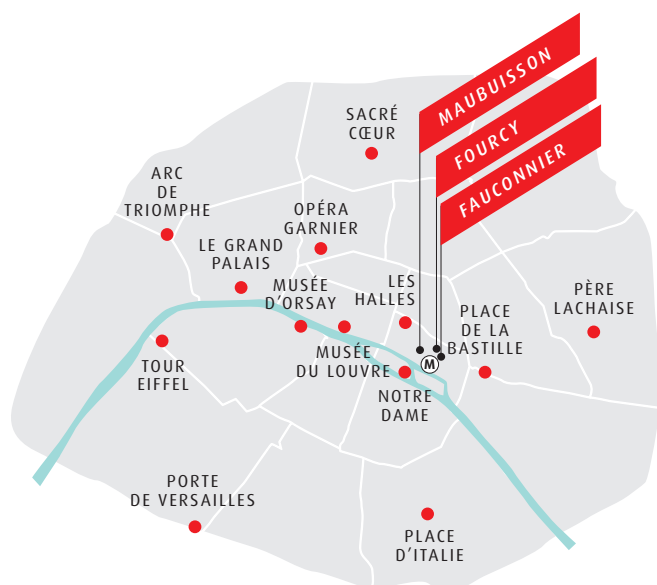 MAUBUISSON
FOURCY
FAUCONNIER
SACRÉ
CŒUR
ARC
DE
TRIOMPHE
OPÉRA
GARNIER
LE GRAND
PALAIS
MUSÉE
D'ORSAY
LES
HALLES
PLACE
DE LA
BASTILLE
PÈRE
LACHAISE
TOUR
EIFFEL
MUSÉE
DU LOUVRE
M
NOTRE
DAME
PORTE
DE VERSAILLES
PLACE
D'ITALIE